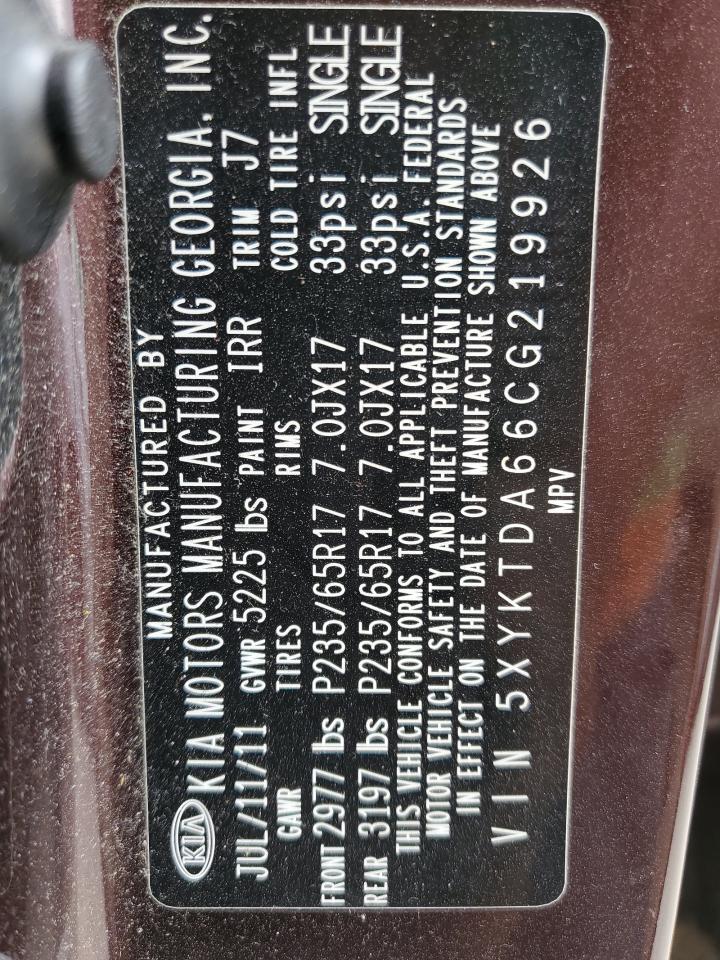 MANUFACTURED BY
KIA KIA MOTORS MANUFACTURING GEORGIA, INC.
JUL/11/11 GVWR 5225 lbs PAINT IRR TRIM J7
GAWR TIRES RIMS COLD TIRE INFL
FRONT 2977 lbs P235/65R17 7.0JX17 33psi SINGLE
REAR 3197 lbs P235/65R17 7.0JX17 33psi SINGLE
THIS VEHICLE CONFORMS TO ALL APPLICABLE U.S.A. FEDERAL
MOTOR VEHICLE SAFETY AND THEFT PREVENTION STANDARDS
IN EFFECT ON THE DATE OF MANUFACTURE SHOWN ABOVE
VIN 5XYKTDA66CG219926
MPV